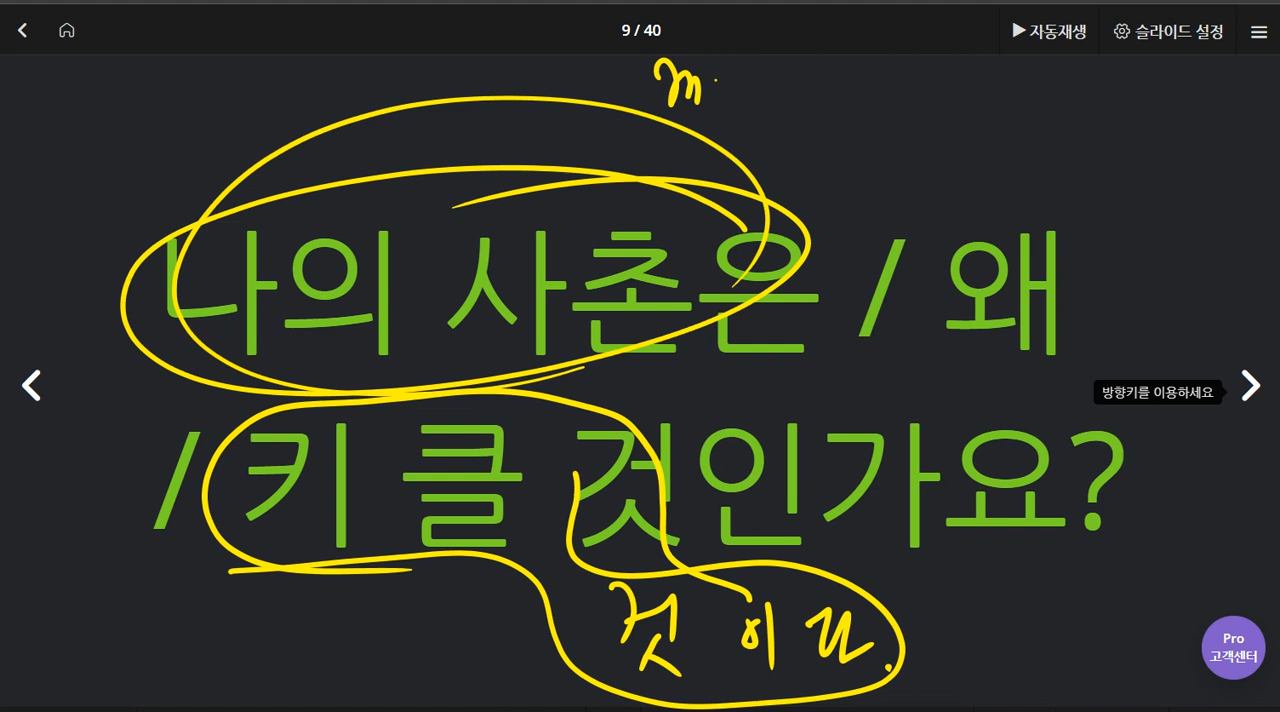 9 / 40
▶ 자동재생
슬라이드 설정
m
나의 사촌은 / 왜
방향키를 이용하세요
/ 키 클 것인가요?
것이다.
Pro
고객센터